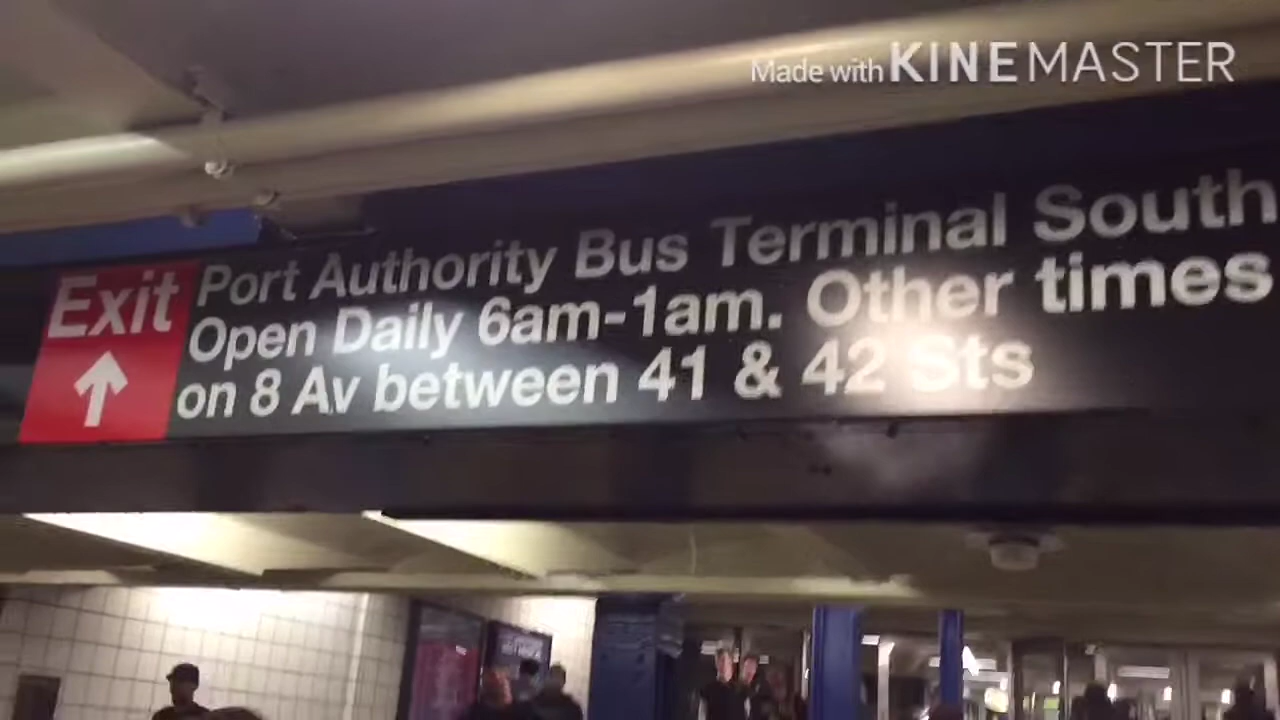 Made with KINEMASTER
Exit
Port Authority Bus Terminal South
Open Daily 6am-1am. Other times
on 8 Av between 41 & 42 Sts